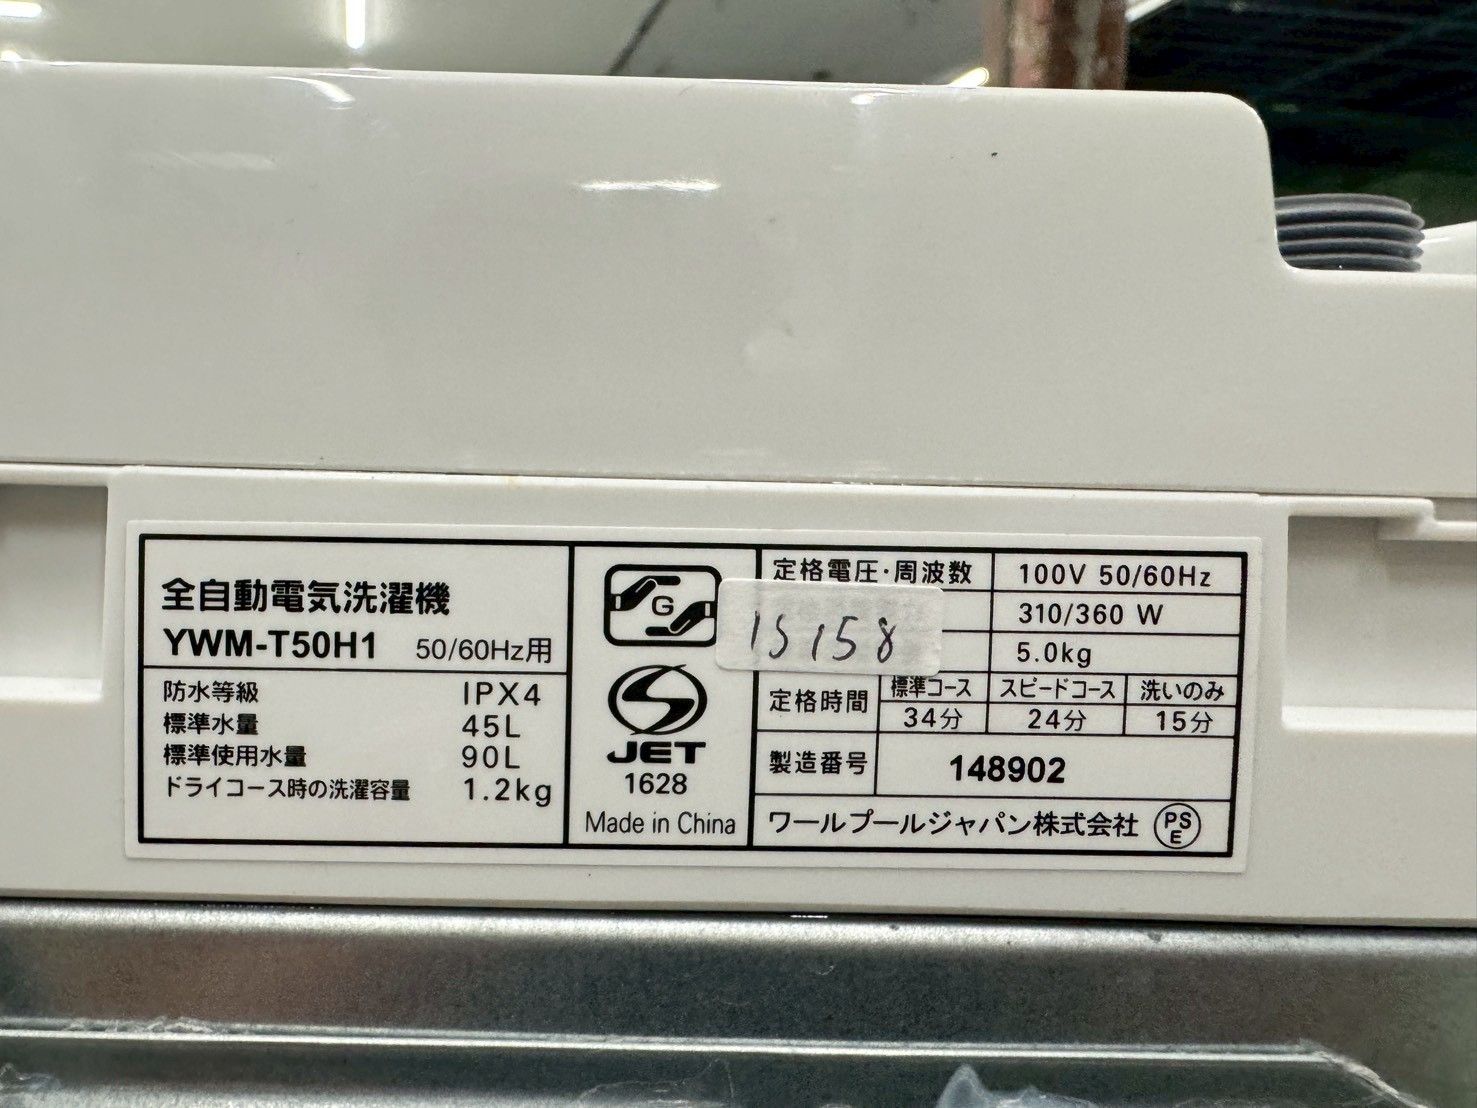 全自動電気洗濯機
YWM-T50H1 50/60Hz用
防水等級 IPX4
標準水量 45L
標準使用水量 90L
ドライコース時の洗濯容量 1.2kg
G
JET
1628
Made in China
定格電圧・周波数 100V 50/60Hz
310/360 W
5.0kg
15158
定格時間 標準コース スピードコース 洗いのみ
34分 24分 15分
製造番号 148902
ワールプールジャパン株式会社 PSE